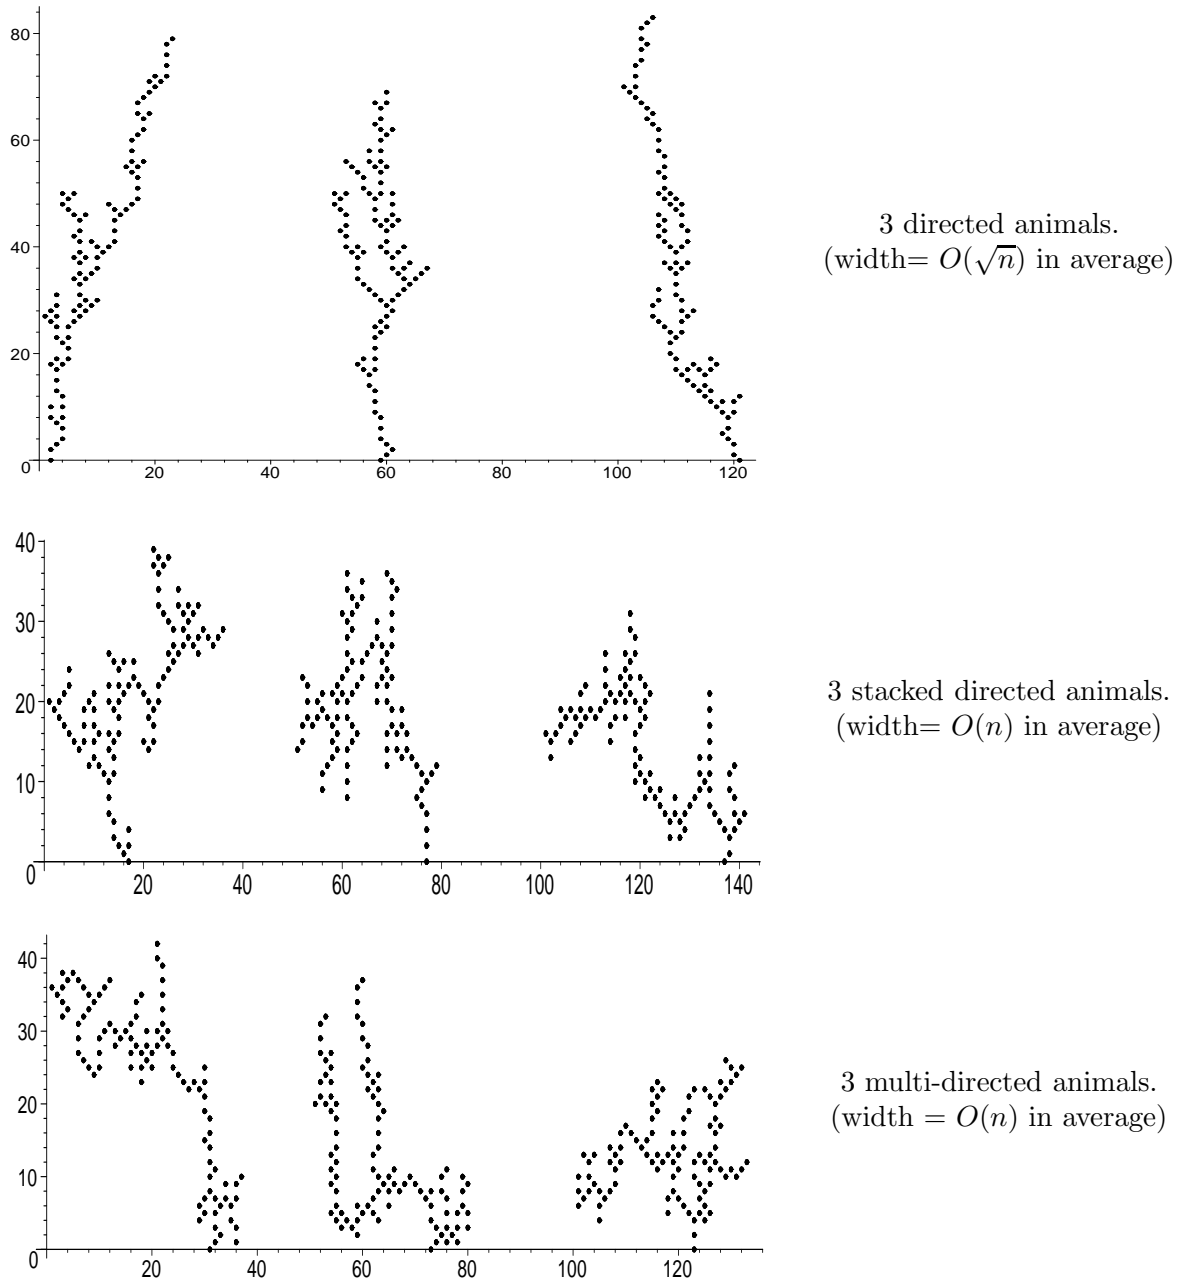 80
60
40
20
0
20 40 60 80 100 120
3 directed animals.
(width= O(√n) in average)
40
30
20
10
0
20 40 60 80 100 120 140
3 stacked directed animals.
(width= O(n) in average)
40
30
20
10
0
20 40 60 80 100 120
3 multi-directed animals.
(width = O(n) in average)